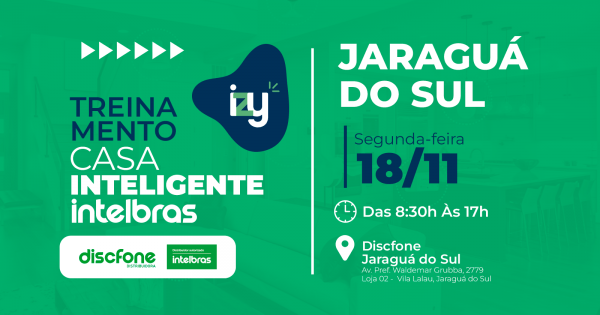 TREINA
MENTO
CASA
INTELIGENTE
intelbras
izy
discfone
DISTRIBUIDORA
intelbras
JARAGUÁ
DO SUL
Segunda-feira
18/11
Das 8:30h Às 17h
Discfone
Jaraguá do Sul
Av. Pref. Waldemar Grubba, 2779
Loja 02 - Vila Lalau, Jaraguá do Sul